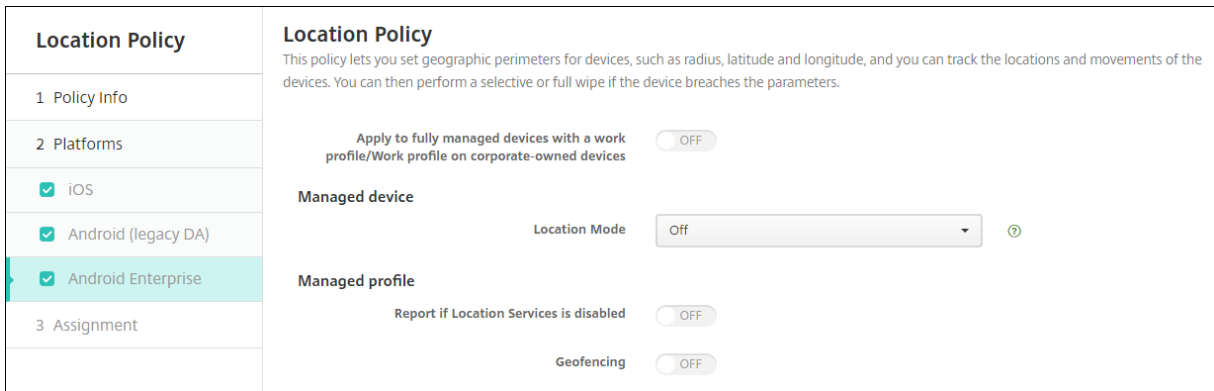 Location Policy
1 Policy Info
2 Platforms
iOS
Android (legacy DA)
Android Enterprise
3 Assignment
Location Policy
This policy lets you set geographic perimeters for devices, such as radius, latitude and longitude, and you can track the locations and movements of the
devices. You can then perform a selective or full wipe if the device breaches the parameters.
Apply to fully managed devices with a work
profile/Work profile on corporate-owned devices
OFF
Managed device
Location Mode
Off
?
Managed profile
Report if Location Services is disabled
OFF
Geofencing
OFF